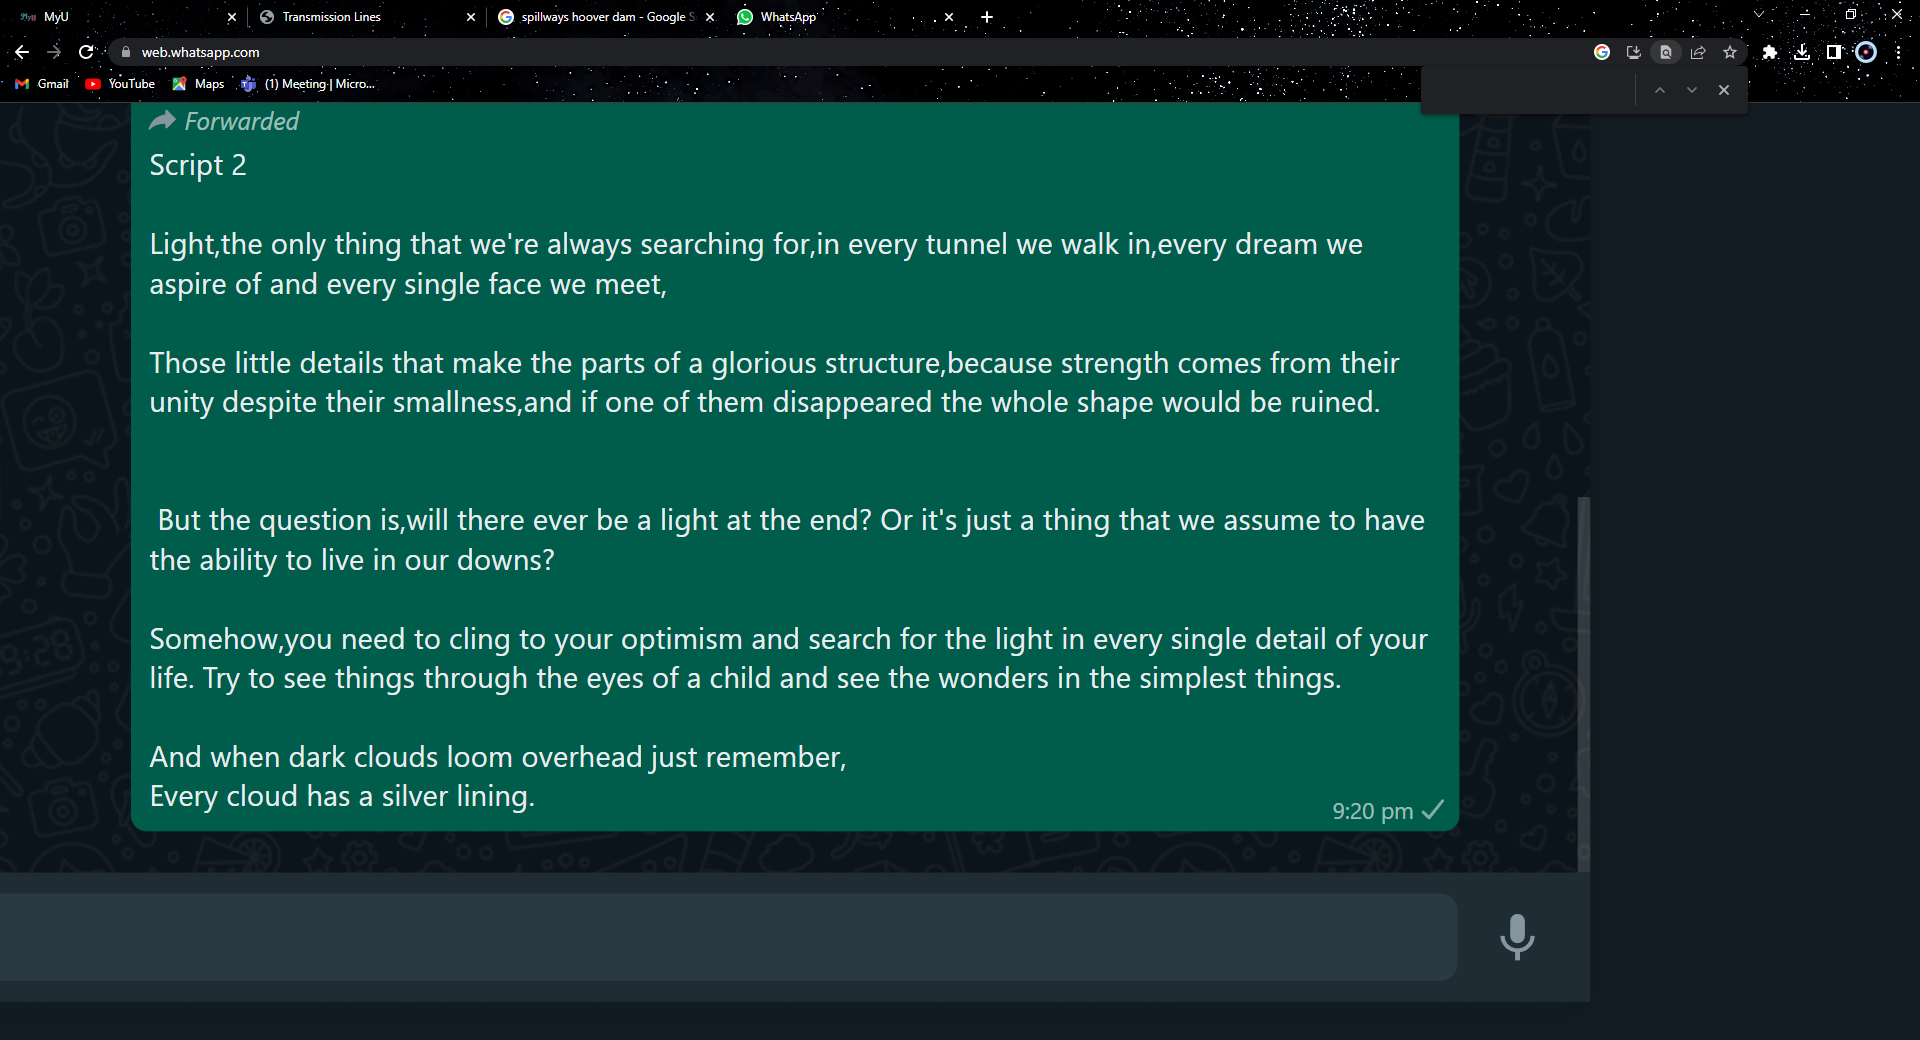 MyU
Transmission Lines
spillways hoover dam - Google S
WhatsApp
web.whatsapp.com
Gmail
YouTube
Maps
(1) Meeting | Micro...
Forwarded
Script 2
Light,the only thing that we're always searching for,in every tunnel we walk in,every dream we
aspire of and every single face we meet,
Those little details that make the parts of a glorious structure,because strength comes from their
unity despite their smallness,and if one of them disappeared the whole shape would be ruined.
But the question is,will there ever be a light at the end? Or it's just a thing that we assume to have
the ability to live in our downs?
Somehow,you need to cling to your optimism and search for the light in every single detail of your
life. Try to see things through the eyes of a child and see the wonders in the simplest things.
And when dark clouds loom overhead just remember,
Every cloud has a silver lining.
9:20 pm